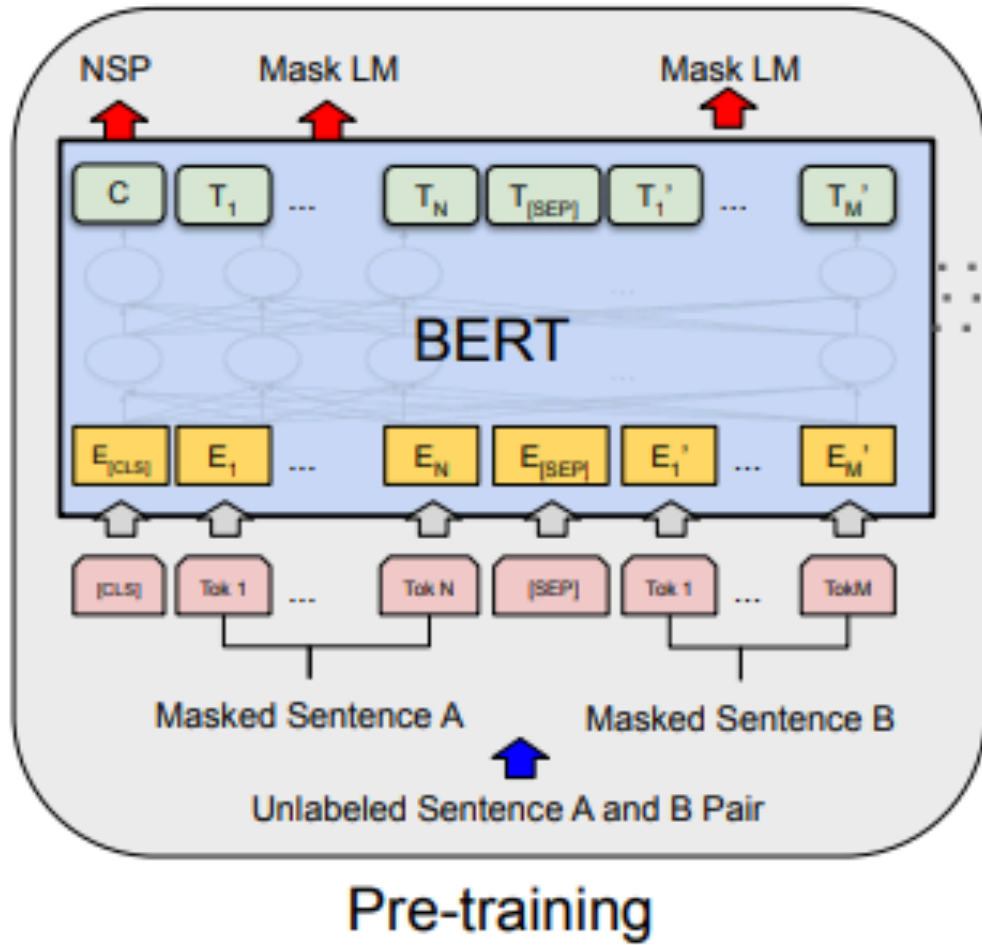 NSP Mask LM Mask LM
C T1 ... TN T[SEP] T1' ... TM'
...
BERT
...
E[CLS] E1 ... EN E[SEP] E1' ... EM'
[CLS] Tok 1 ... Tok N [SEP] Tok 1 ... TokM
Masked Sentence A Masked Sentence B
Unlabeled Sentence A and B Pair
Pre-training